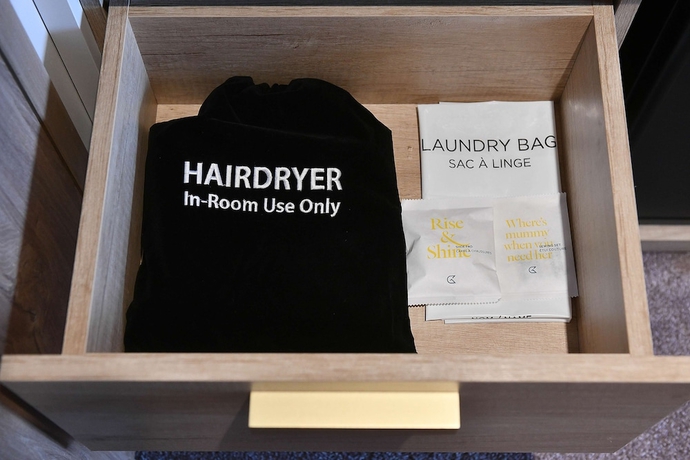 HAIRDRYER
In-Room Use Only
LAUNDRY BAG
SAC À LINGE
Rise
&
Shine
Where's
mummy
when you
need her